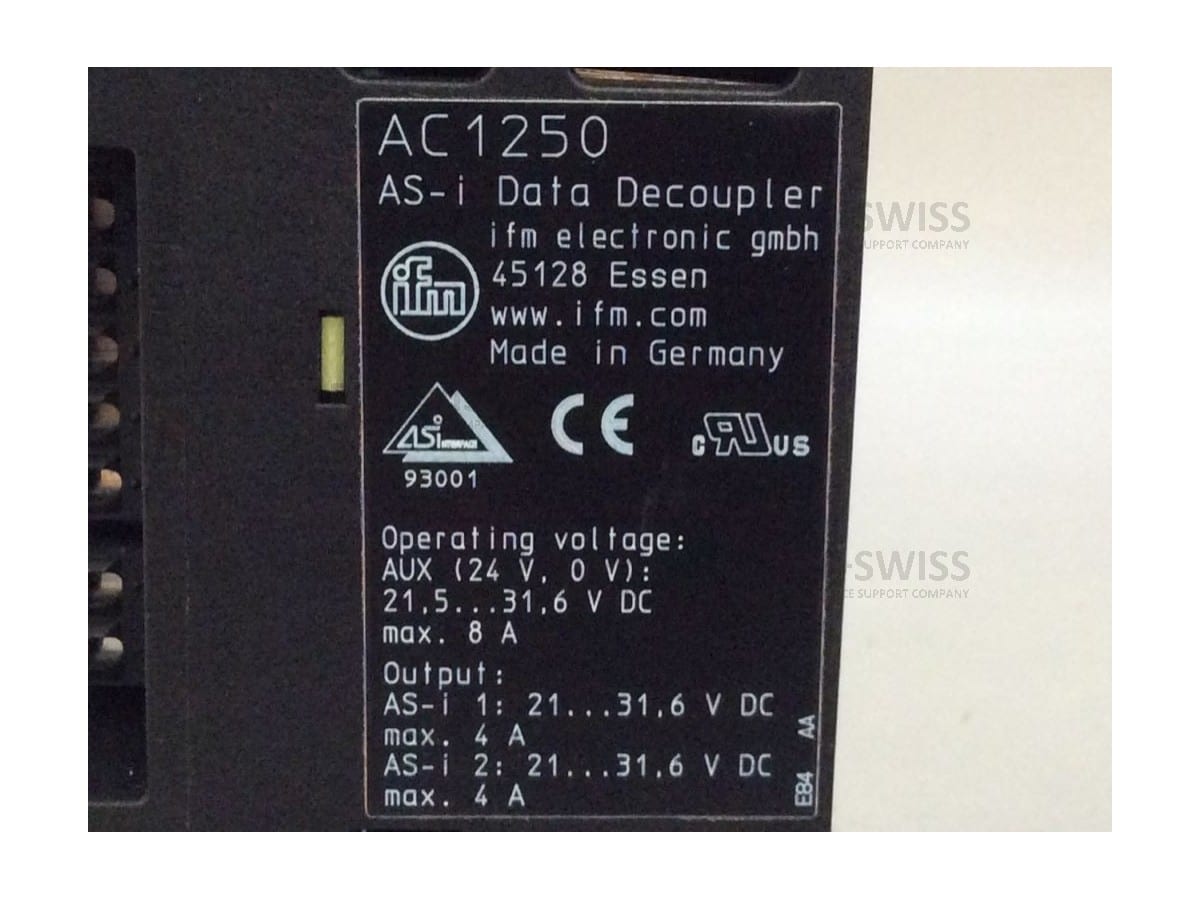 AC1250
AS-i Data Decoupler
ifm electronic gmbh
ifm
45128 Essen
www.ifm.com
Made in Germany
ASi INTERFACE
93001
CE
c RU US
Operating voltage:
AUX (24 V, 0 V):
21,5...31,6 V DC
max. 8 A
Output:
AS-i 1: 21...31,6 V DC
max. 4 A
AS-i 2: 21...31,6 V DC
max. 4 A
E84 AA
SWISS
SUPPORT COMPANY
-SWISS
SUPPORT COMPANY